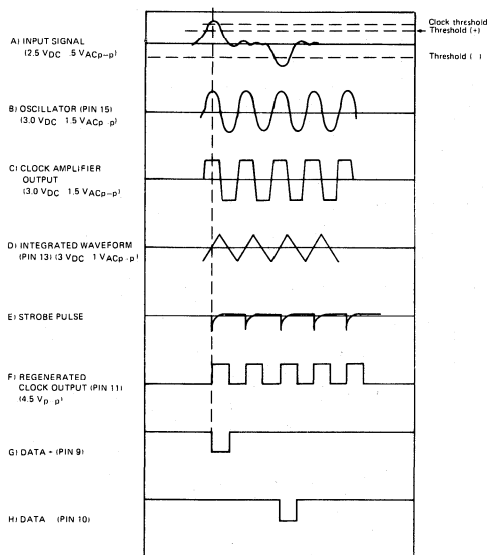 Clock threshold
Threshold (+)
A) INPUT SIGNAL
(2.5 VDC .5 VACp-p)
Threshold ( )
B) OSCILLATOR (PIN 15)
(3.0 VDC 1.5 VACp p)
C) CLOCK AMPLIFIER
OUTPUT
(3.0 VDC 1.5 VACp-p)
D) INTEGRATED WAVEFORM
(PIN 13) (3 VDC 1 VACp-p)
E) STROBE PULSE
F) REGENERATED
CLOCK OUTPUT (PIN 11)
(4.5 Vp p)
G) DATA + (PIN 9)
H) DATA (PIN 10)